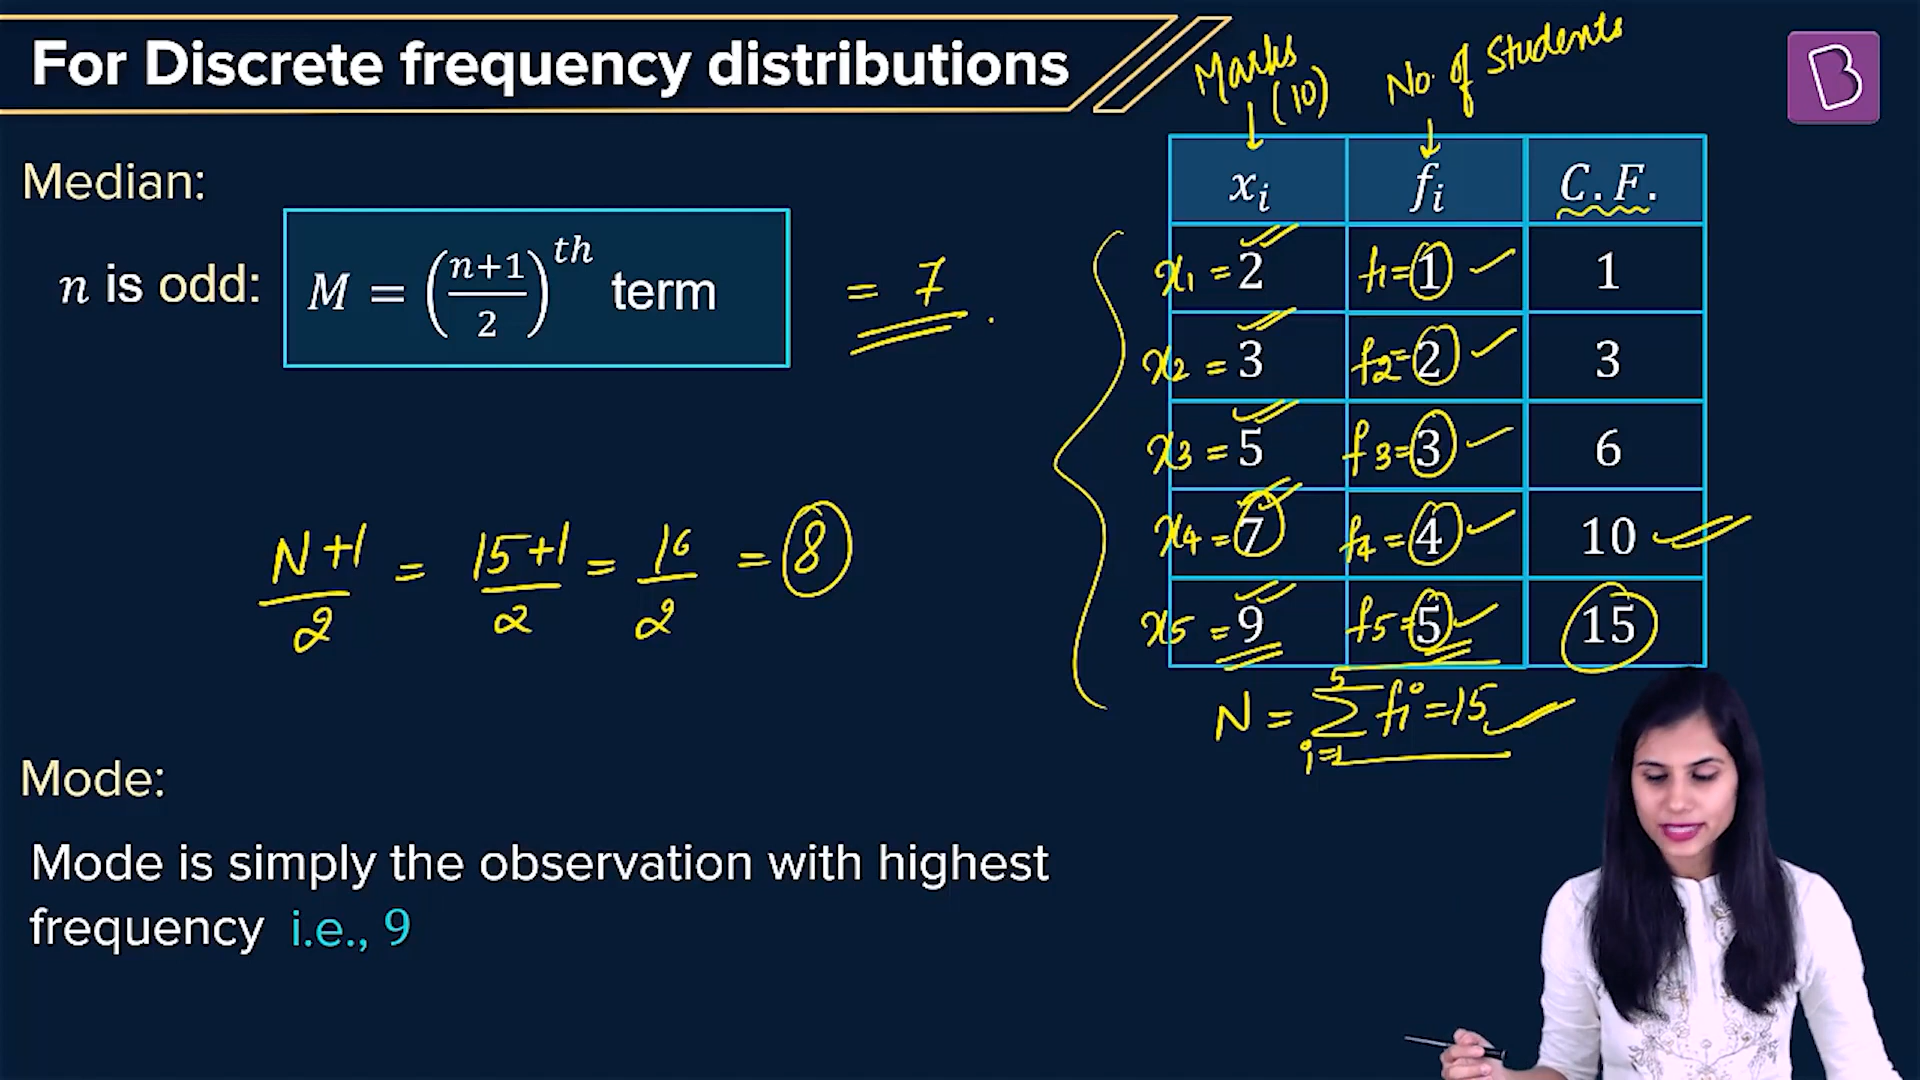 For Discrete frequency distributions
Marks (10)
No. of Students
Median:
n is odd: M = (n+1/2)^th term = 7
x_i f_i C.F.
x1 = 2 f1 = 1 1
x2 = 3 f2 = 2 3
x3 = 5 f3 = 3 6
x4 = 7 f4 = 4 10
x5 = 9 f5 = 5 15
N+1/2 = 15+1/2 = 16/2 = 8
N = 5 ∑ i=1 fi = 15
Mode:
Mode is simply the observation with highest
frequency i.e., 9
B